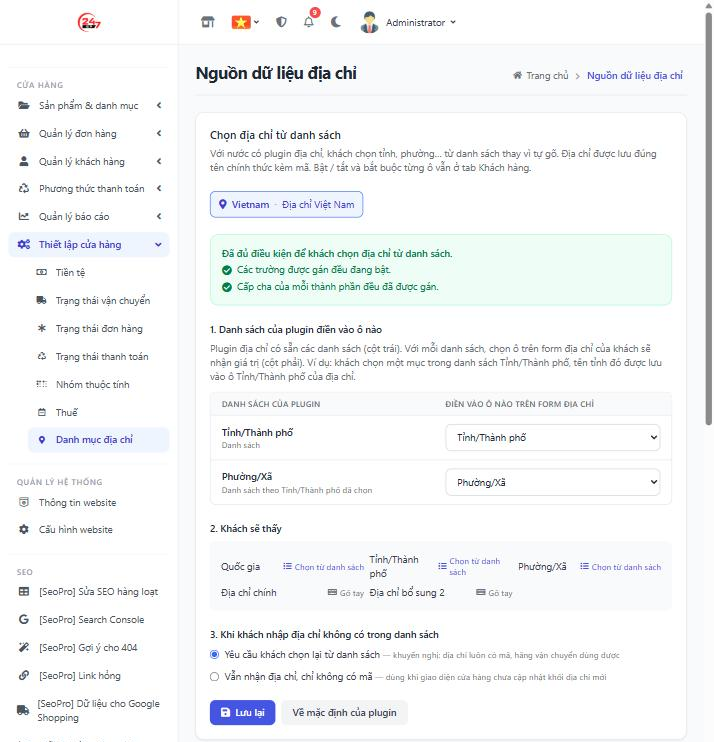 247
9
Administrator
CỬA HÀNG
Sản phẩm & danh mục
Quản lý đơn hàng
Quản lý khách hàng
Phương thức thanh toán
Quản lý báo cáo
Thiết lập cửa hàng
Tiền tệ
Trạng thái vận chuyển
Trạng thái đơn hàng
Trạng thái thanh toán
Nhóm thuộc tính
Thuế
Danh mục địa chỉ
QUẢN LÝ HỆ THỐNG
Thông tin website
Cấu hình website
SEO
[SeoPro] Sửa SEO hàng loạt
[SeoPro] Search Console
[SeoPro] Gợi ý cho 404
[SeoPro] Link hỏng
[SeoPro] Dữ liệu cho Google
Shopping
Nguồn dữ liệu địa chỉ
Trang chủ > Nguồn dữ liệu địa chỉ
Chọn địa chỉ từ danh sách
Với nước có plugin địa chỉ, khách chọn tỉnh, phường... từ danh sách thay vì tự gõ. Địa chỉ được lưu đúng
tên chính thức kèm mã. Bật / tắt và bắt buộc từng ô vẫn ở tab Khách hàng.
Vietnam · Địa chỉ Việt Nam
Đã đủ điều kiện để khách chọn địa chỉ từ danh sách.
Các trường được gán đều đang bật.
Cấp cha của mỗi thành phần đều đã được gán.
1. Danh sách của plugin điền vào ô nào
Plugin địa chỉ có sẵn các danh sách (cột trái). Với mỗi danh sách, chọn ô trên form địa chỉ của khách sẽ
nhận giá trị (cột phải). Ví dụ: khách chọn một mục trong danh sách Tỉnh/Thành phố, tên tỉnh đó được lưu
vào ô Tỉnh/Thành phố của địa chỉ.
DANH SÁCH CỦA PLUGIN
ĐIỀN VÀO Ô NÀO TRÊN FORM ĐỊA CHỈ
Tỉnh/Thành phố
Danh sách
Tỉnh/Thành phố
Phường/Xã
Danh sách theo Tỉnh/Thành phố đã chọn
Phường/Xã
2. Khách sẽ thấy
Quốc gia
Chọn từ danh sách
Tỉnh/Thành
phố
Chọn từ danh
sách
Phường/Xã
Chọn từ danh sách
Địa chỉ chính
Gõ tay
Địa chỉ bổ sung 2
Gõ tay
3. Khi khách nhập địa chỉ không có trong danh sách
Yêu cầu khách chọn lại từ danh sách — khuyến nghị: địa chỉ luôn có mã, hãng vận chuyển dùng được
Vẫn nhận địa chỉ, chỉ không có mã — dùng khi giao diện cửa hàng chưa cập nhật khối địa chỉ mới
Lưu lại
Về mặc định của plugin